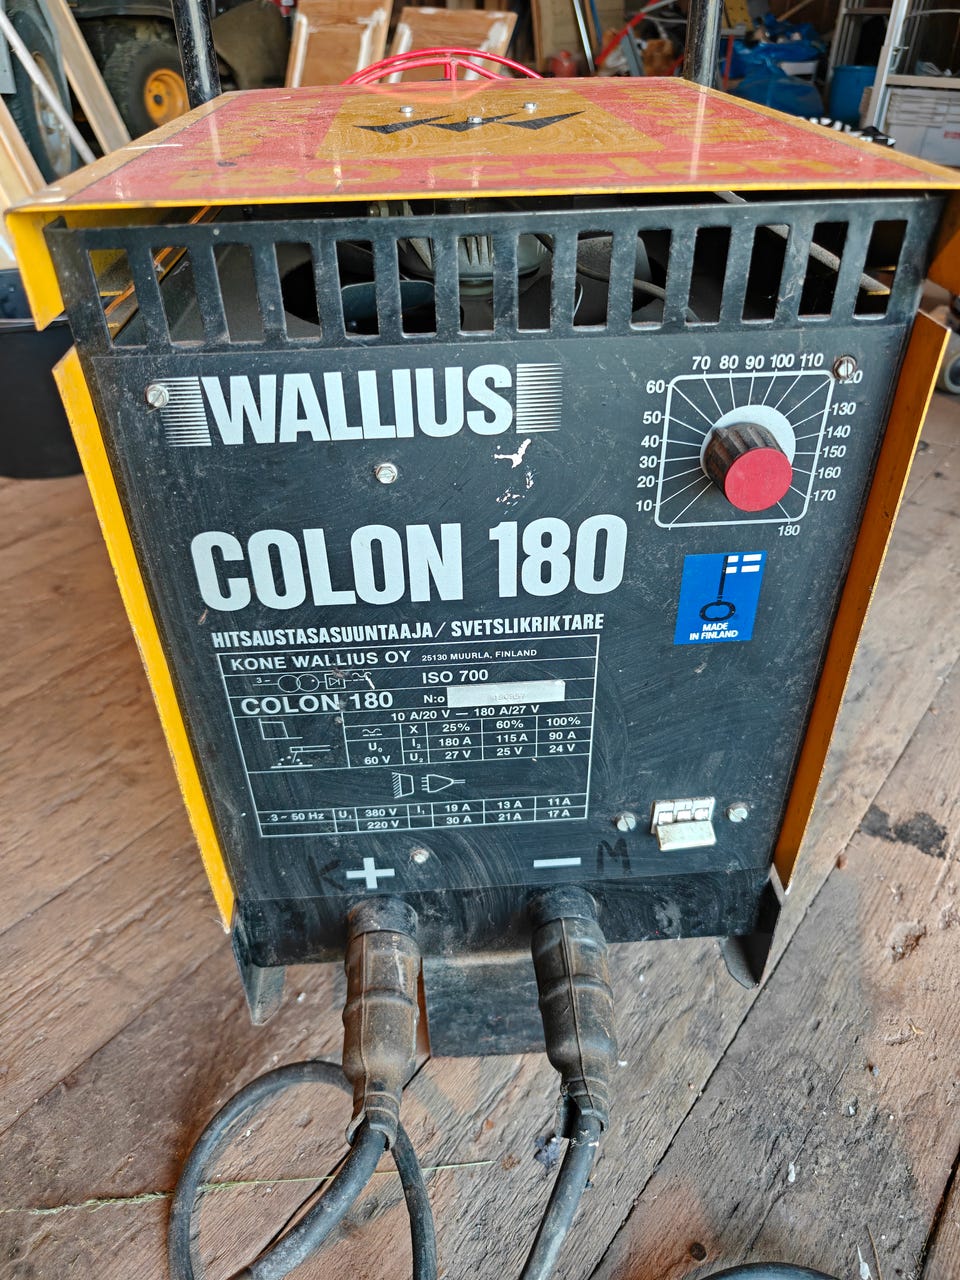 WALLIUS
COLON 180
HITSAUSTASASUUNTAAJA/SVETSLIKRIKTARE
KONE WALLIUS OY 25130 MUURLA, FINLAND
3~ ISO 700
COLON 180 N:o
10 A/20 V — 180 A/27 V
X 25% 60% 100%
U₀ I₂ 180 A 115 A 90 A
60 V U₂ 27 V 25 V 24 V
3 ~ 50 Hz U₁ 380 V I₁ 19 A 13 A 11 A
220 V 30 A 21 A 17 A
10 20 30 40 50 60 70 80 90 100 110 120 130 140 150 160 170 180
MADE
IN FINLAND
K + — M